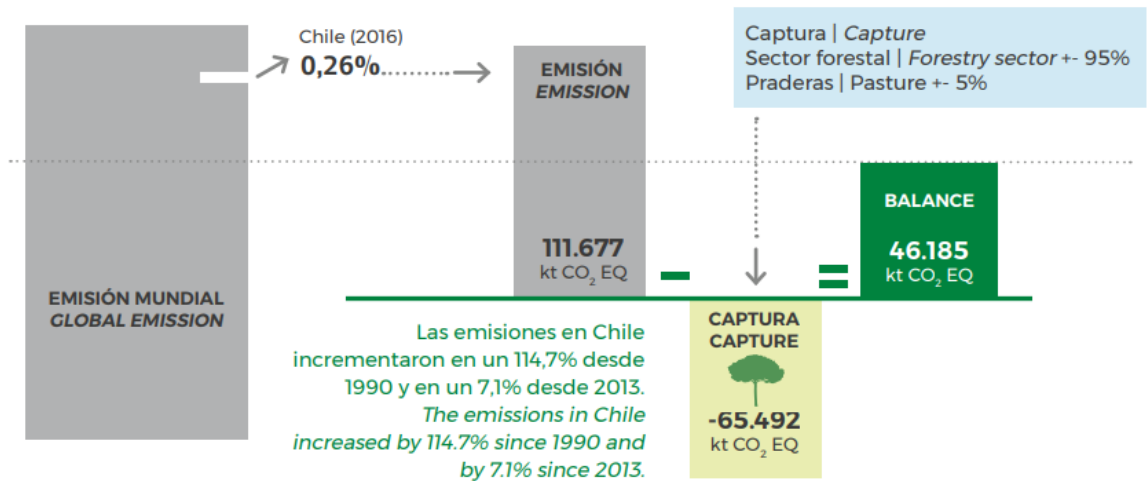 Chile (2016)
0,26%
EMISIÓN MUNDIAL
GLOBAL EMISSION
EMISIÓN
EMISSION
111.677
kt CO₂ EQ
Captura | Capture
Sector forestal | Forestry sector +- 95%
Praderas | Pasture +- 5%
CAPTURA
CAPTURE
-65.492
kt CO₂ EQ
BALANCE
46.185
kt CO₂ EQ
Las emisiones en Chile
incrementaron en un 114,7% desde
1990 y en un 7,1% desde 2013.
The emissions in Chile
increased by 114.7% since 1990 and
by 7.1% since 2013.